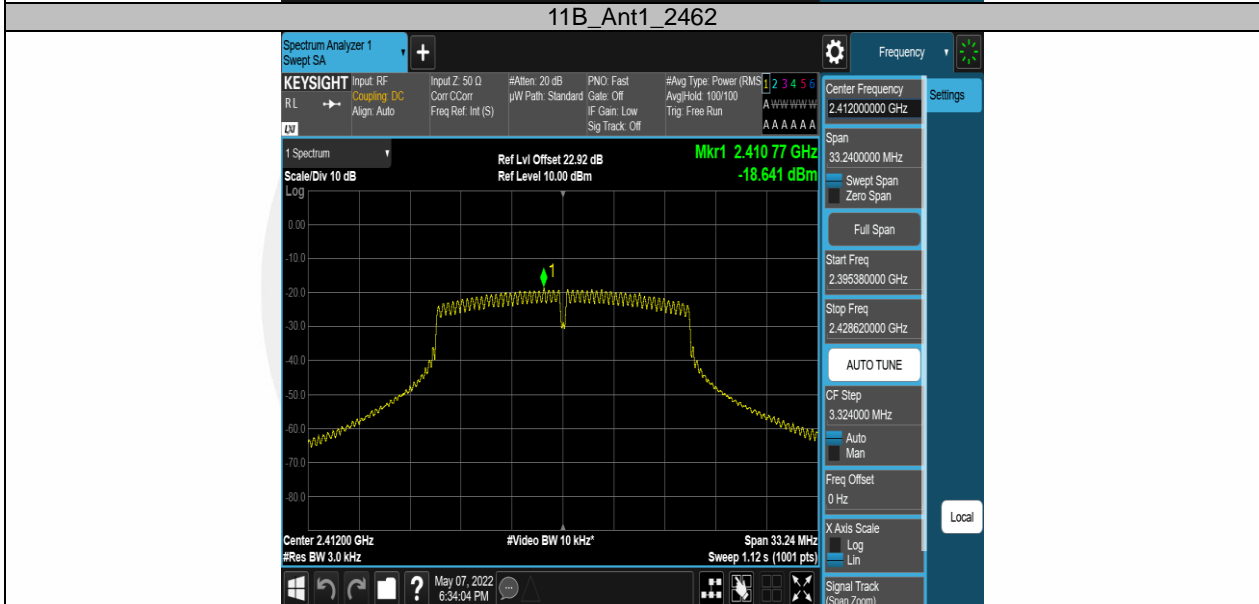 11B_Ant1_2462
Spectrum Analyzer 1
Swept SA
+
Frequency
KEYSIGHT
Input: RF
Input Z: 50 Ω
#Atten: 20 dB
PNO: Fast
#Avg Type: Power (RMS
1 2 3 4 5 6
R L
Coupling: DC
Corr CCorr
µW Path: Standard
Gate: Off
Avg|Hold: 100/100
A W W W W W
Align: Auto
Freq Ref: Int (S)
IF Gain: Low
Trig: Free Run
LXI
Sig Track: Off
A A A A A A
1 Spectrum
Ref Lvl Offset 22.92 dB
Mkr1 2.410 77 GHz
Scale/Div 10 dB
Ref Level 10.00 dBm
-18.641 dBm
Log
0.00
-10.0
-20.0
-30.0
-40.0
-50.0
-60.0
-70.0
-80.0
1
Center 2.41200 GHz
#Video BW 10 kHz*
Span 33.24 MHz
#Res BW 3.0 kHz
Sweep 1.12 s (1001 pts)
?
May 07, 2022
6:34:04 PM
Center Frequency
2.412000000 GHz
Settings
Span
33.2400000 MHz
Swept Span
Zero Span
Full Span
Start Freq
2.395380000 GHz
Stop Freq
2.428620000 GHz
AUTO TUNE
CF Step
3.324000 MHz
Auto
Man
Freq Offset
0 Hz
Local
X Axis Scale
Log
Lin
Signal Track
(Span Zoom)